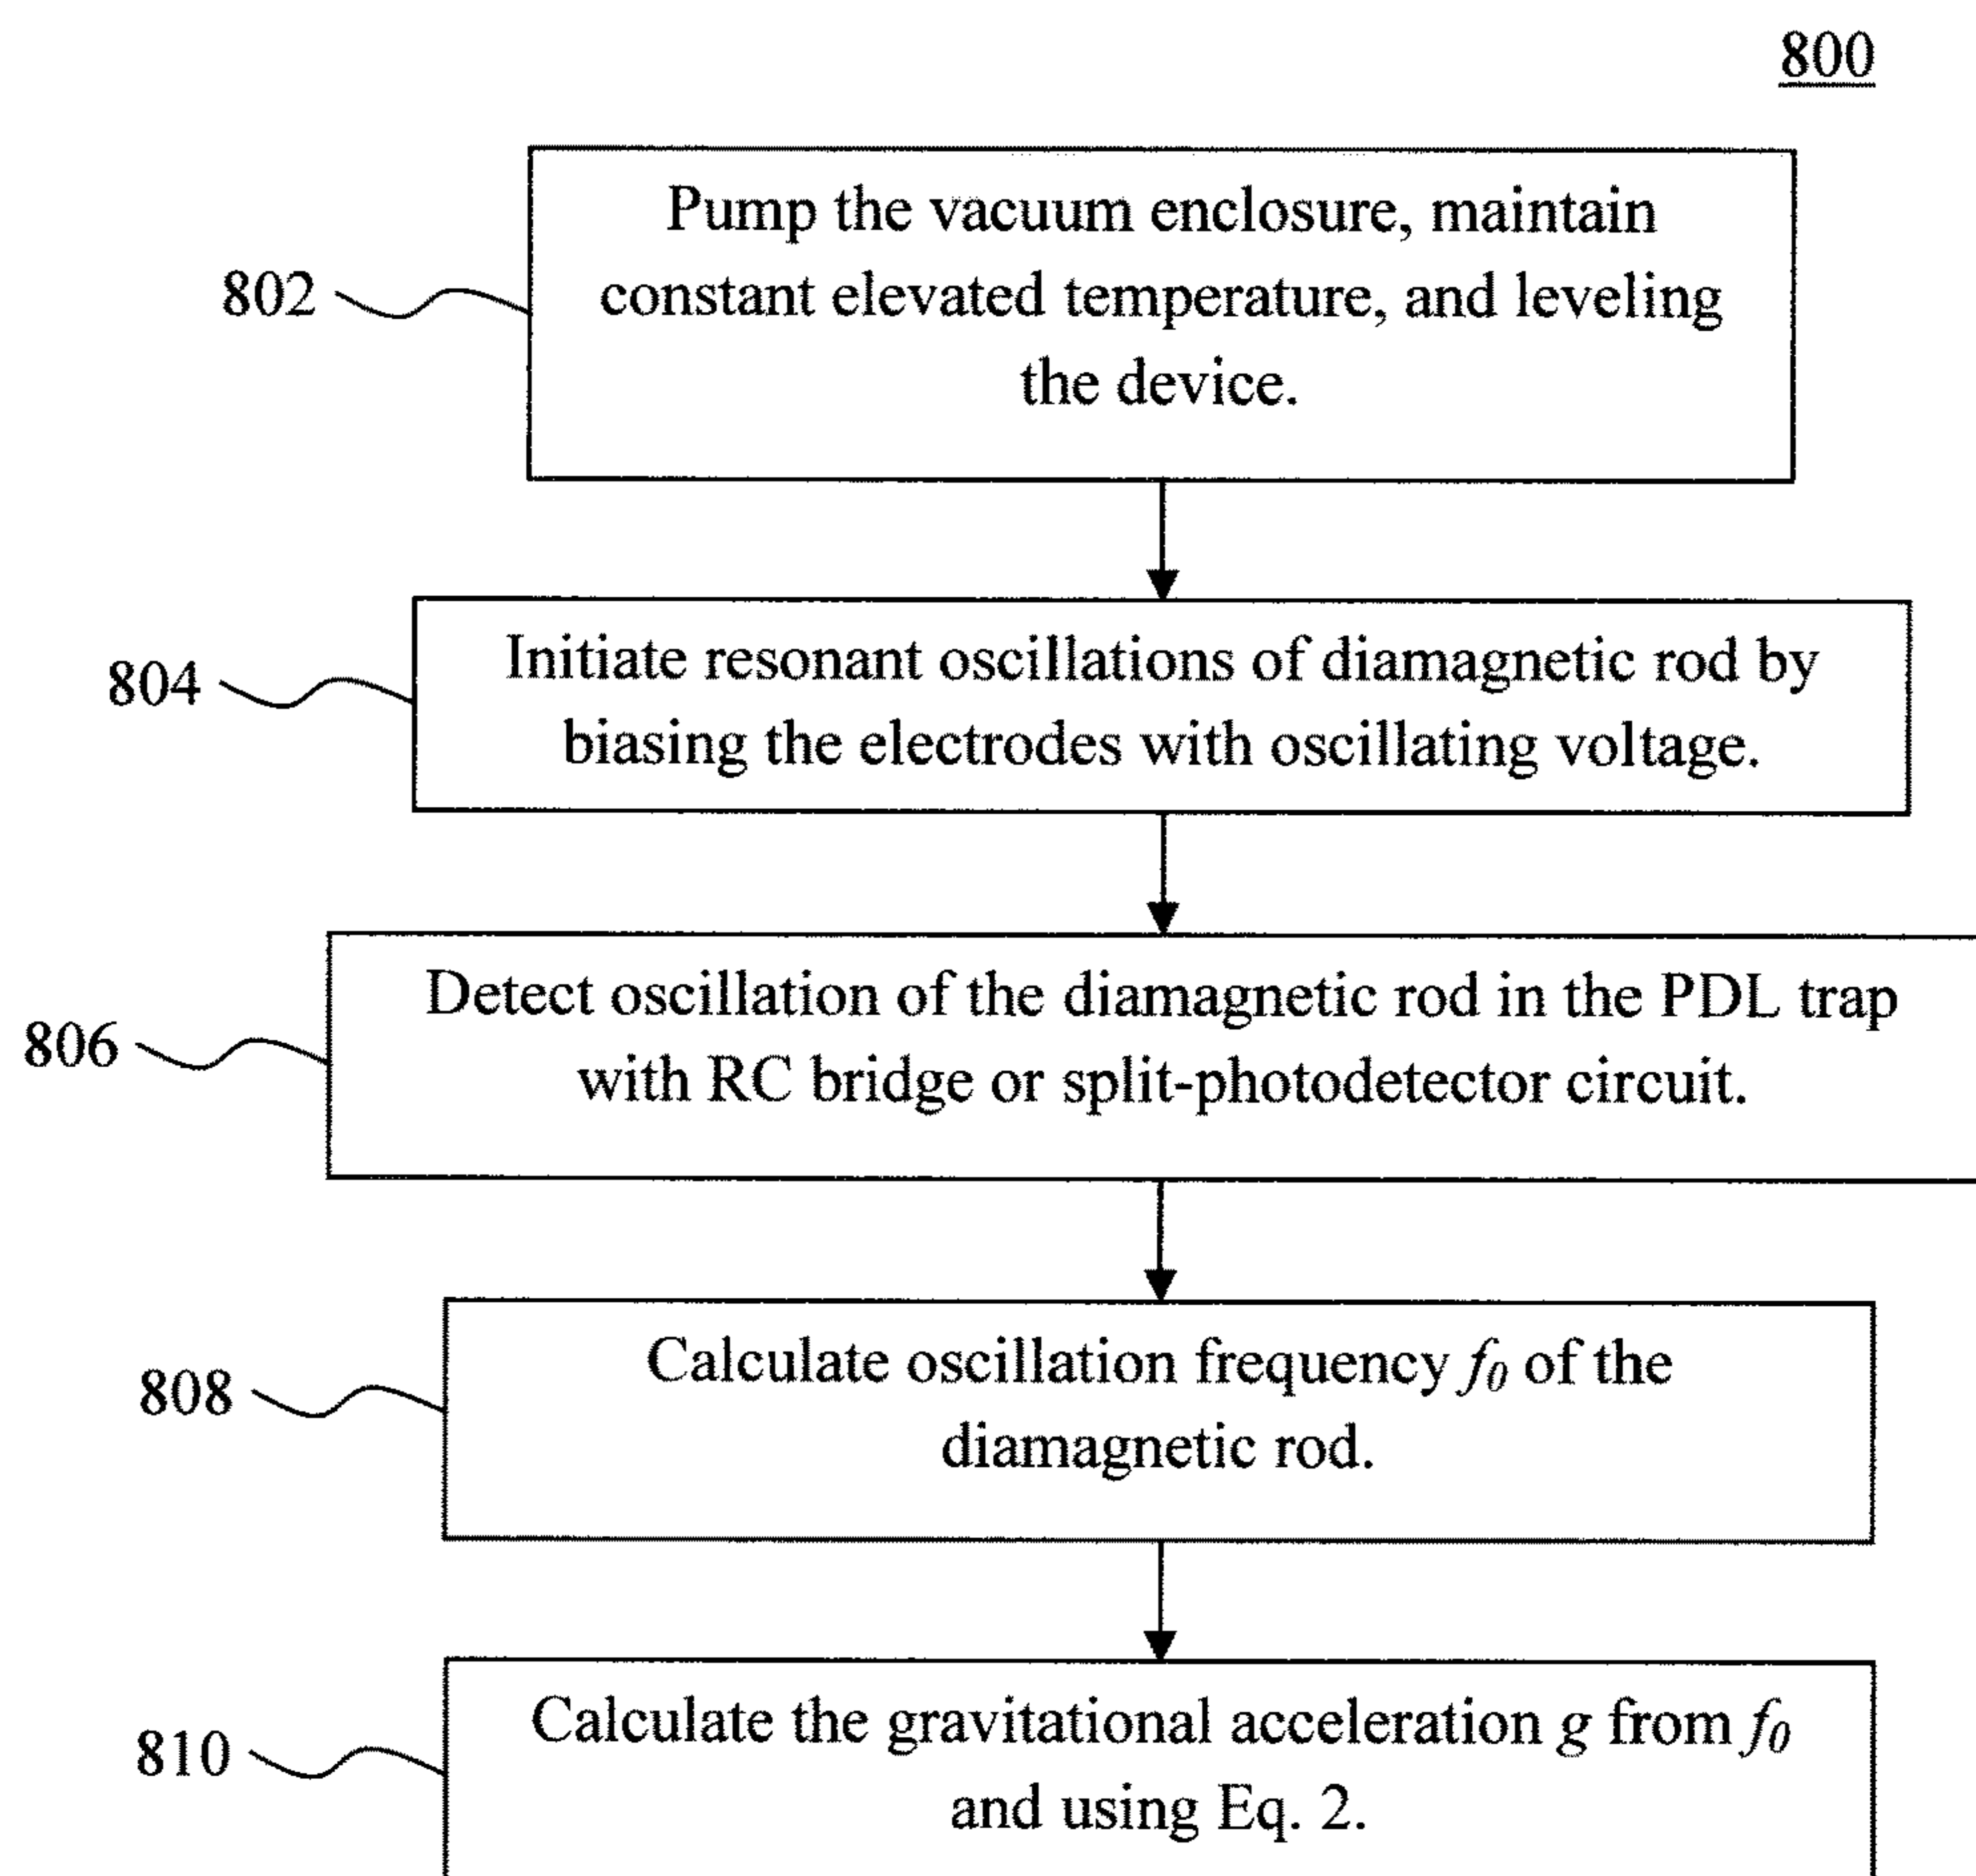 800
Pump the vacuum enclosure, maintain
constant elevated temperature, and leveling
the device.
802
Initiate resonant oscillations of diamagnetic rod by
biasing the electrodes with oscillating voltage.
804
Detect oscillation of the diamagnetic rod in the PDL trap
with RC bridge or split-photodetector circuit.
806
Calculate oscillation frequency f0 of the
diamagnetic rod.
808
Calculate the gravitational acceleration g from f0
and using Eq. 2.
810